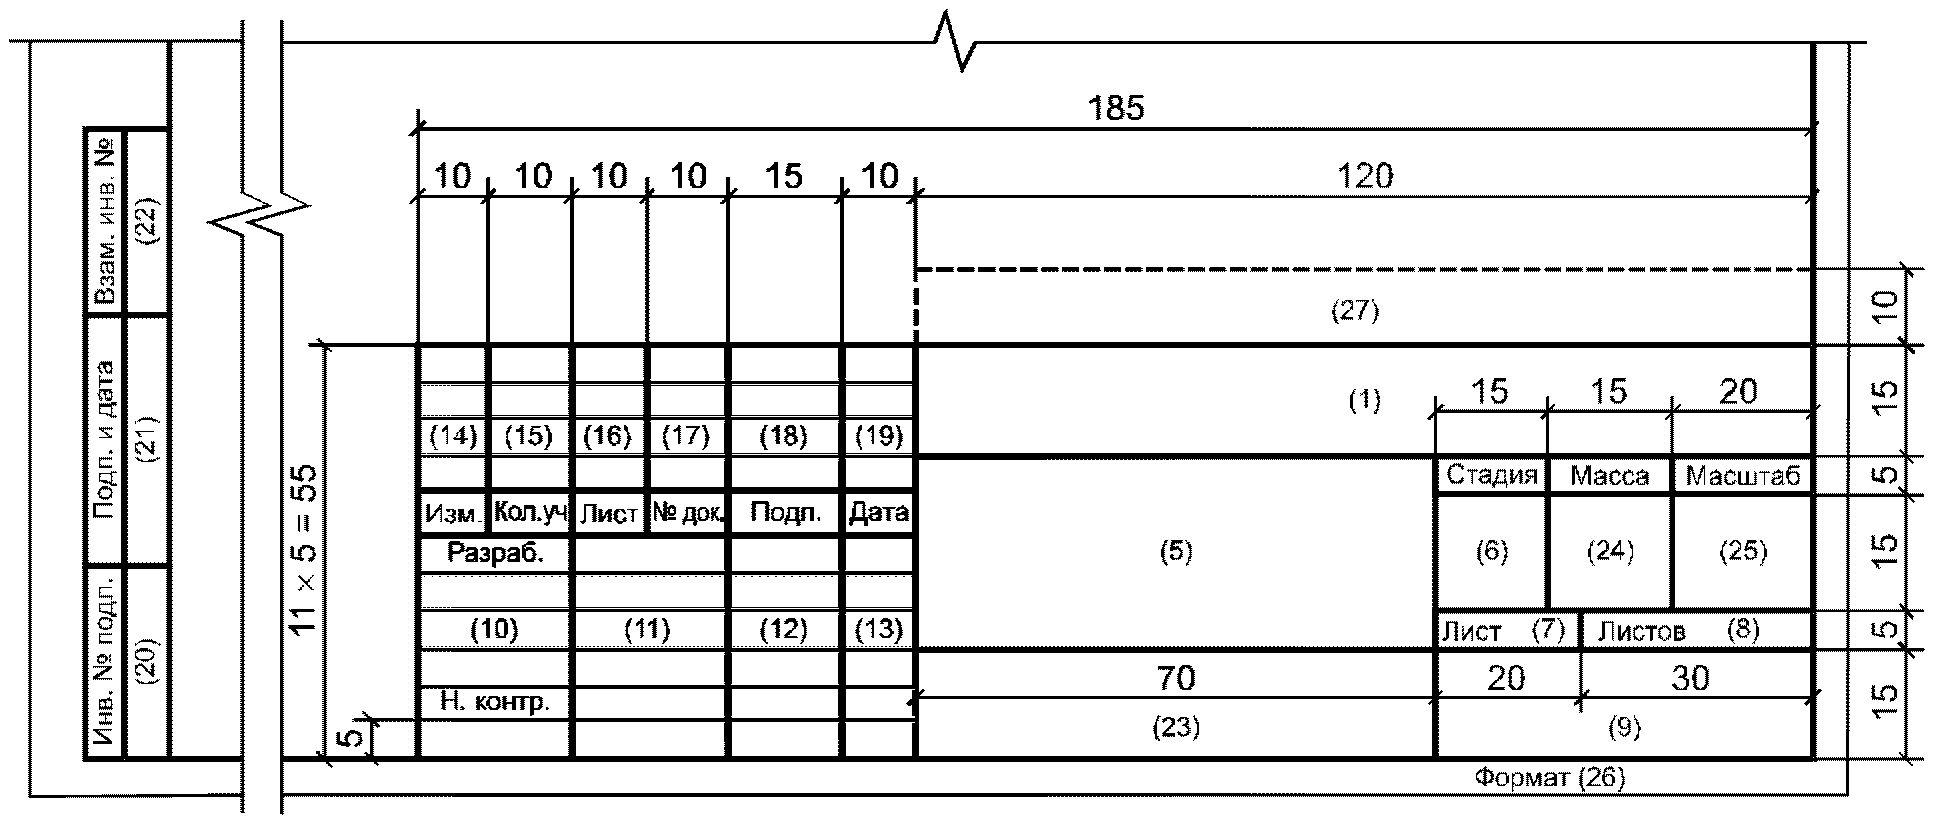 185
10 10 10 10 15 10 120
(27)
10
(1)
15 15 20
15
(14) (15) (16) (17) (18) (19)
Стадия Масса Масштаб
5
Изм. Кол.уч Лист № док. Подп. Дата
Разраб.
(5)
(6) (24) (25)
15
(10) (11) (12) (13)
Лист (7) Листов (8)
5
70 20 30
Н. контр.
(23)
(9)
15
5
11 × 5 = 55
Формат (26)
Взам. инв. №
(22)
Подп. и дата
(21)
Инв. № подп.
(20)